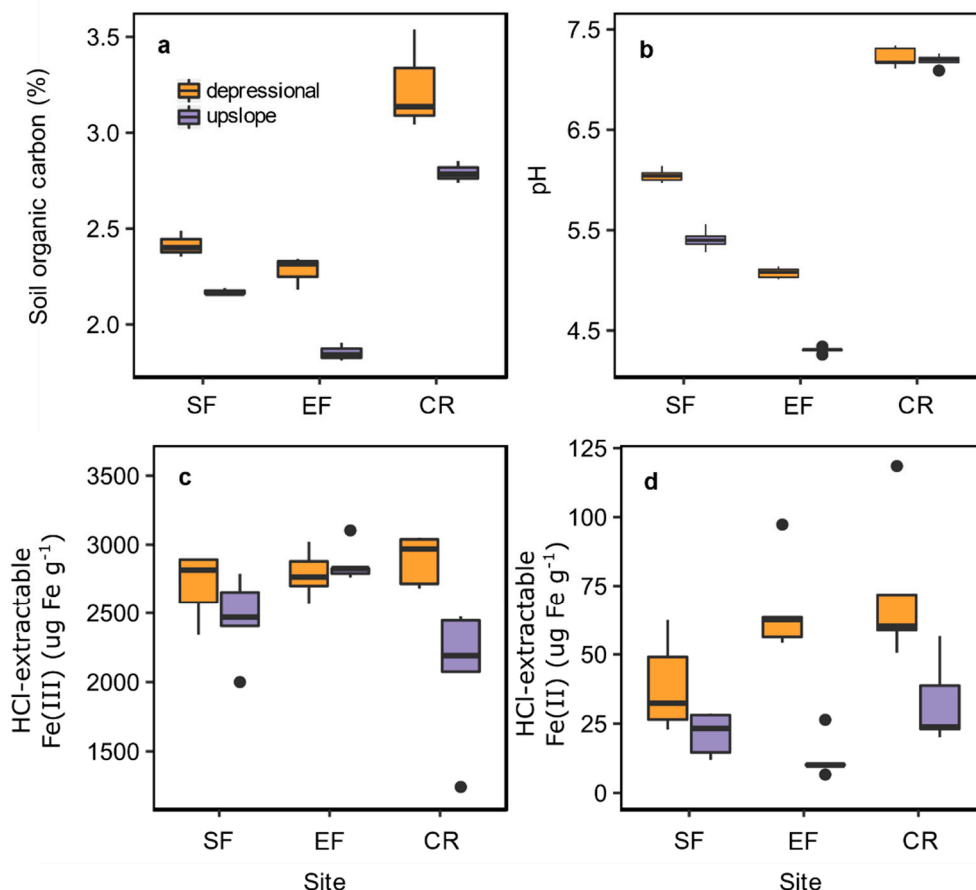 a
Soil organic carbon (%)
3.5
3.0
2.5
2.0
depressional
upslope
SF EF CR
b
pH
7.5
6.5
5.5
4.5
SF EF CR
c
HCl-extractable
Fe(III) (ug Fe g⁻¹)
3500
3000
2500
2000
1500
SF EF CR
Site
d
HCl-extractable
Fe(II) (ug Fe g⁻¹)
125
100
75
50
25
0
SF EF CR
Site